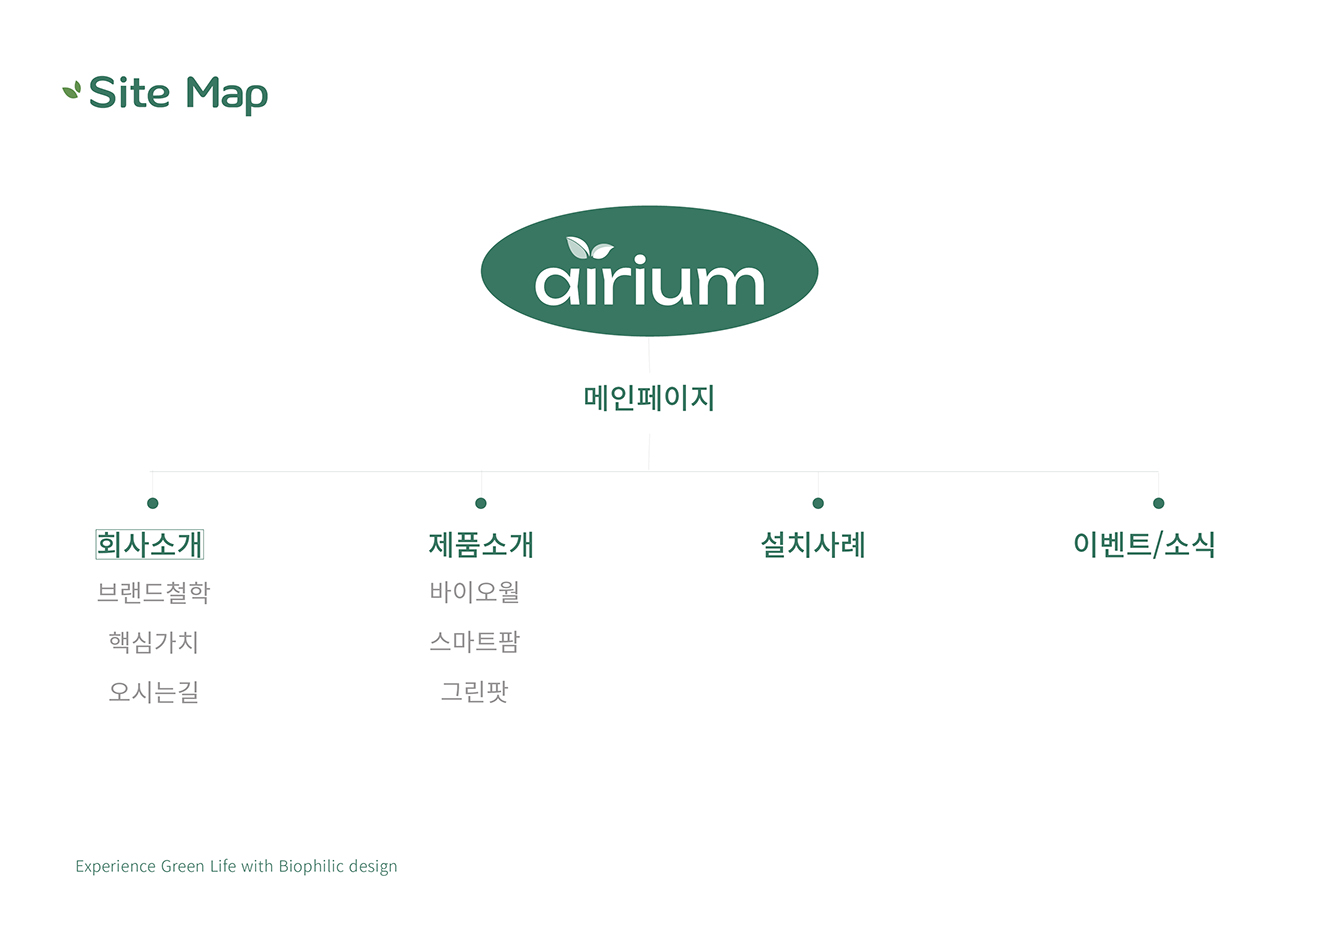 Site Map
airium
메인페이지
회사소개
브랜드철학
핵심가치
오시는길
제품소개
바이오월
스마트팜
그린팟
설치사례
이벤트/소식
Experience Green Life with Biophilic design